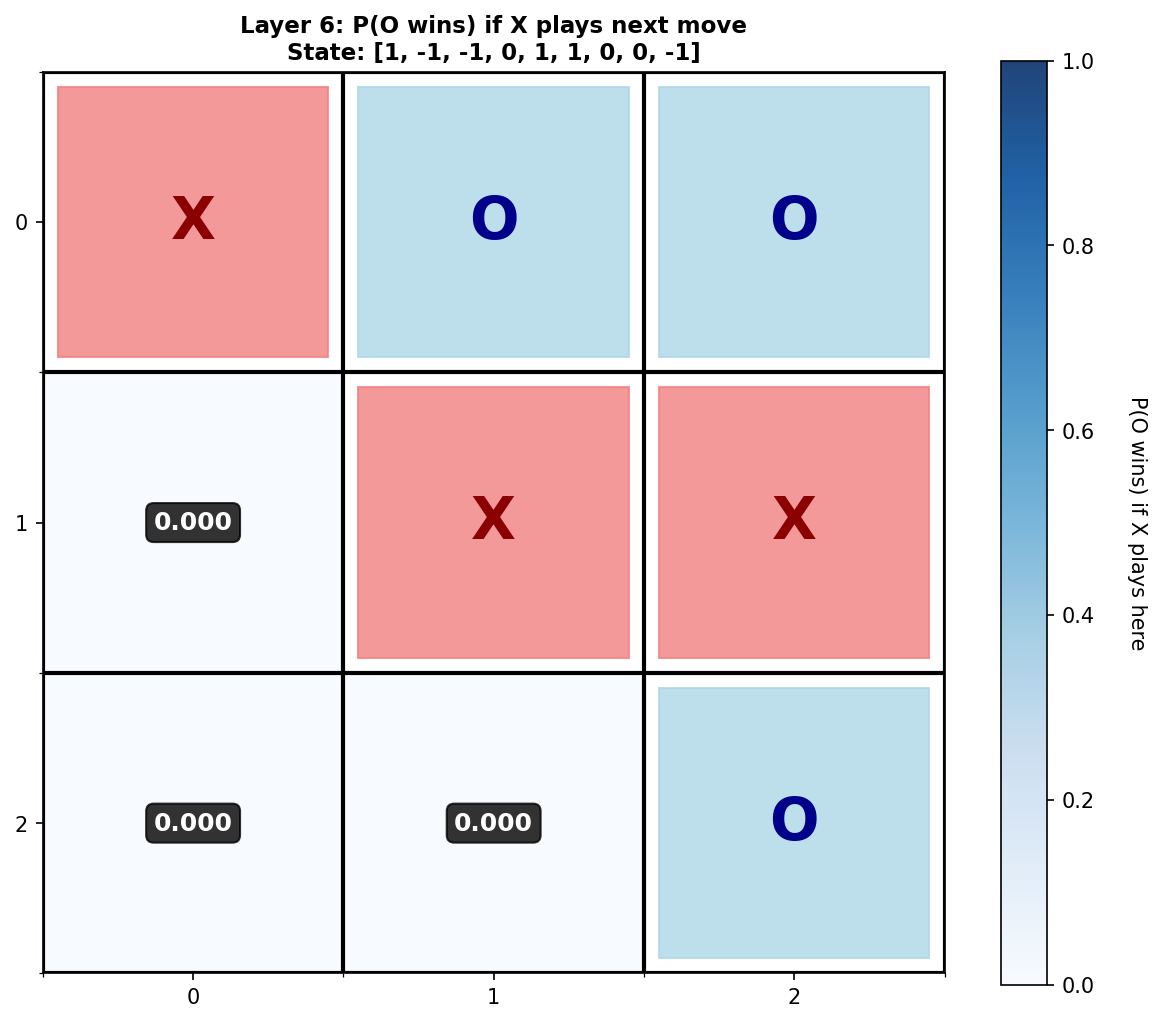 Layer 6: P(O wins) if X plays next move
State: [1, -1, -1, 0, 1, 1, 0, 0, -1]
0
X
O
O
1
0.000
X
X
2
0.000
0.000
O
0
1
2
1.0
0.8
0.6
0.4
0.2
0.0
P(O wins) if X plays here